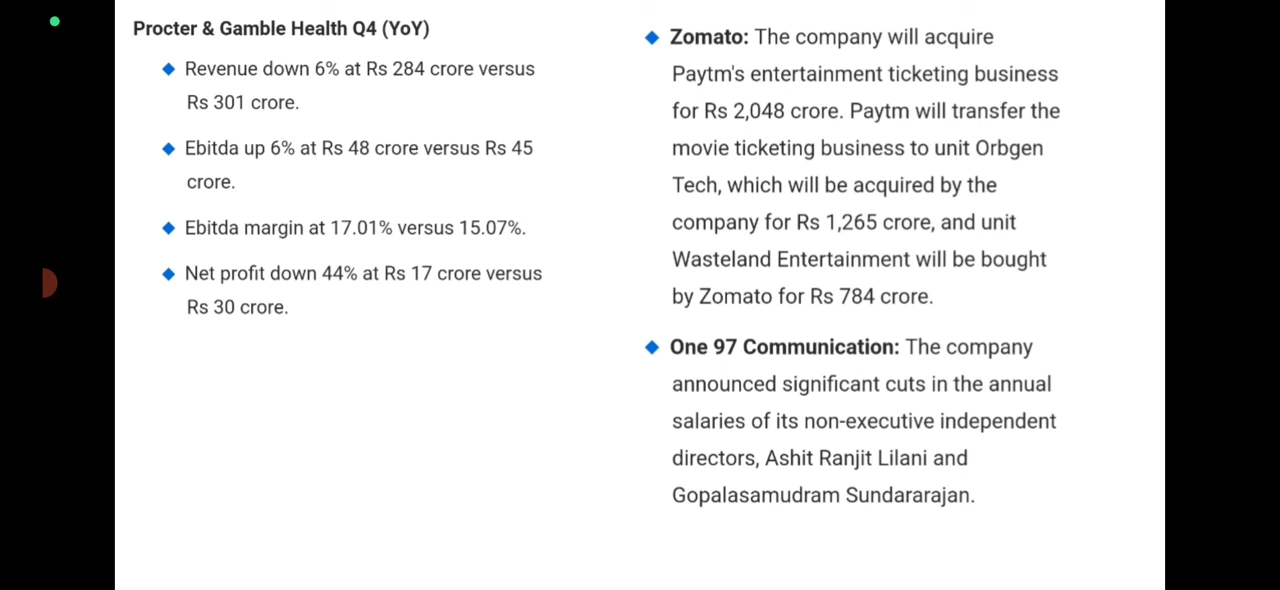 Procter & Gamble Health Q4 (YoY)
Revenue down 6% at Rs 284 crore versus
Rs 301 crore.
Ebitda up 6% at Rs 48 crore versus Rs 45
crore.
Ebitda margin at 17.01% versus 15.07%.
Net profit down 44% at Rs 17 crore versus
Rs 30 crore.
Zomato: The company will acquire
Paytm's entertainment ticketing business
for Rs 2,048 crore. Paytm will transfer the
movie ticketing business to unit Orbgen
Tech, which will be acquired by the
company for Rs 1,265 crore, and unit
Wasteland Entertainment will be bought
by Zomato for Rs 784 crore.
One 97 Communication: The company
announced significant cuts in the annual
salaries of its non-executive independent
directors, Ashit Ranjit Lilani and
Gopalasamudram Sundararajan.